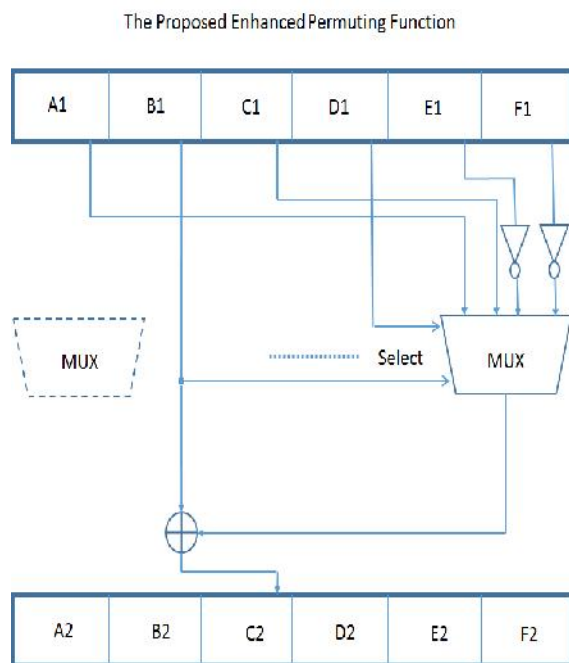 The Proposed Enhanced Permuting Function
A1 B1 C1 D1 E1 F1
MUX
Select
MUX
A2 B2 C2 D2 E2 F2